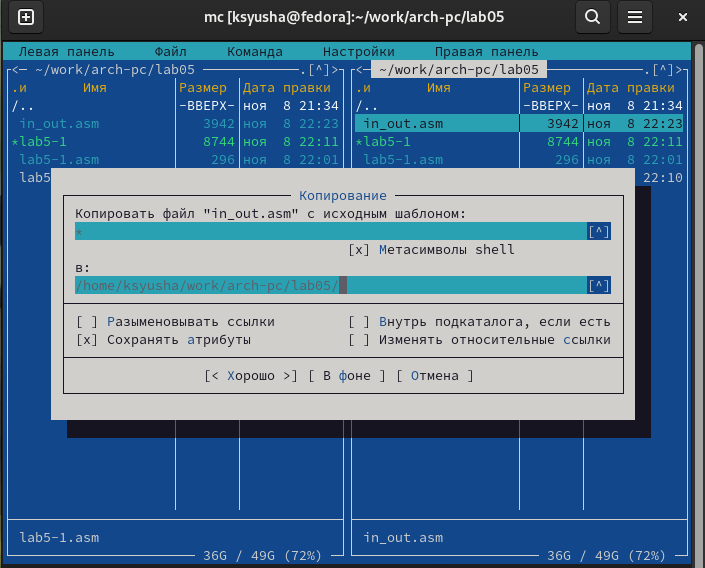 mc [ksyusha@fedora]:~/work/arch-pc/lab05
Левая панель Файл Команда Настройки Правая панель
<— ~/work/arch-pc/lab05 .[^]> <— ~/work/arch-pc/lab05 .[^]>
.и Имя Размер Дата правки .и Имя Размер Дата правки
/.. -ВВЕРХ- ноя 8 21:34 /.. -ВВЕРХ- ноя 8 21:34
in_out.asm 3942 ноя 8 22:23 in_out.asm 3942 ноя 8 22:23
*lab5-1 8744 ноя 8 22:11 *lab5-1 8744 ноя 8 22:11
lab5-1.asm 296 ноя 8 22:01 lab5-1.asm 296 ноя 8 22:01
lab5 22:10
Копирование
Копировать файл "in_out.asm" с исходным шаблоном:
* [^]
[x] Метасимволы shell
в:
/home/ksyusha/work/arch-pc/lab05/ [^]
[ ] Разыменовывать ссылки [ ] Внутрь подкаталога, если есть
[x] Сохранять атрибуты [ ] Изменять относительные ссылки
[< Хорошо >] [ В фоне ] [ Отмена ]
lab5-1.asm in_out.asm
36G / 49G (72%) 36G / 49G (72%)